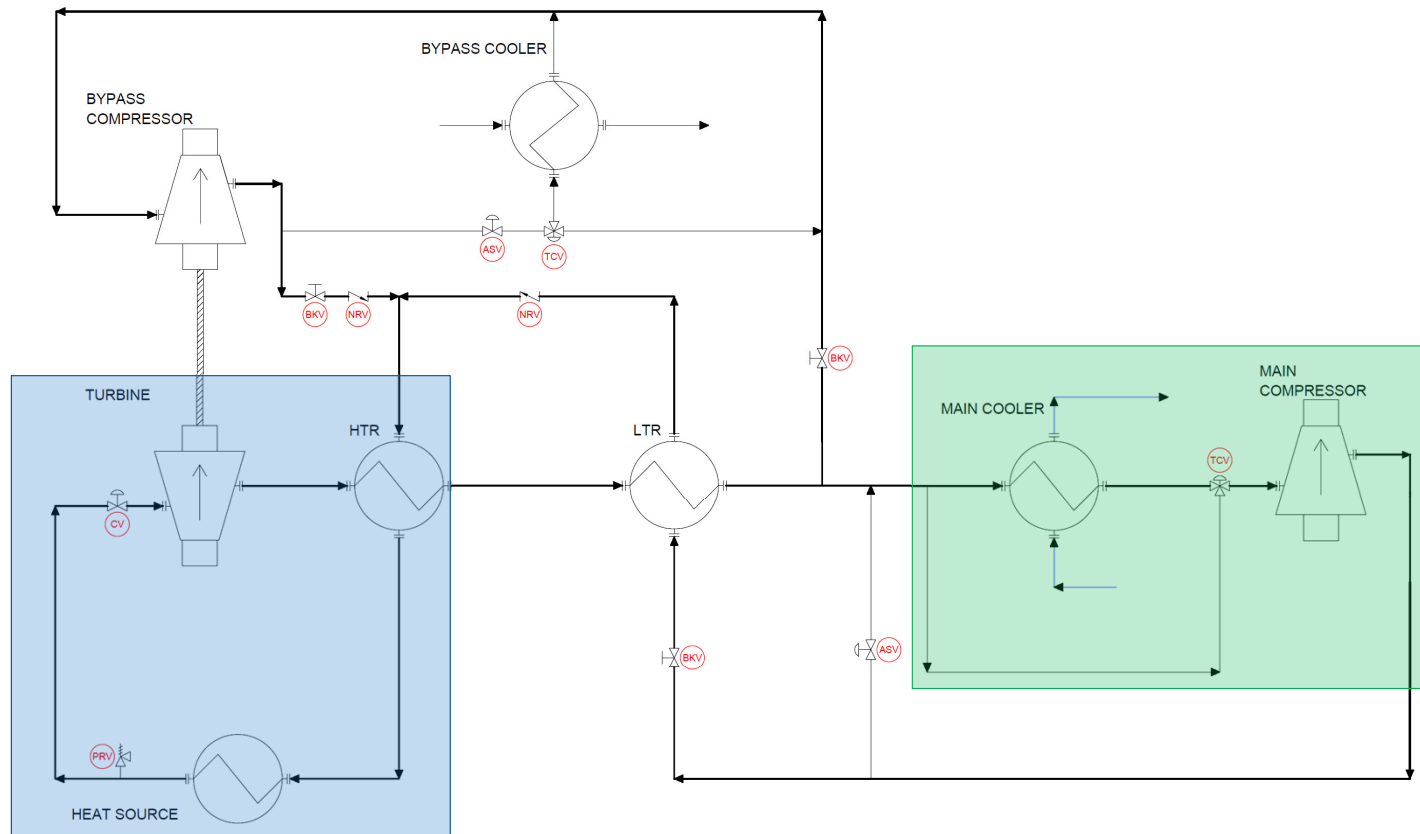 BYPASS COOLER
BYPASS
COMPRESSOR
ASV
TCV
BKV
NRV
NRV
BKV
TURBINE
HTR
LTR
MAIN COOLER
MAIN
COMPRESSOR
TCV
CV
BKV
ASV
PRV
HEAT SOURCE